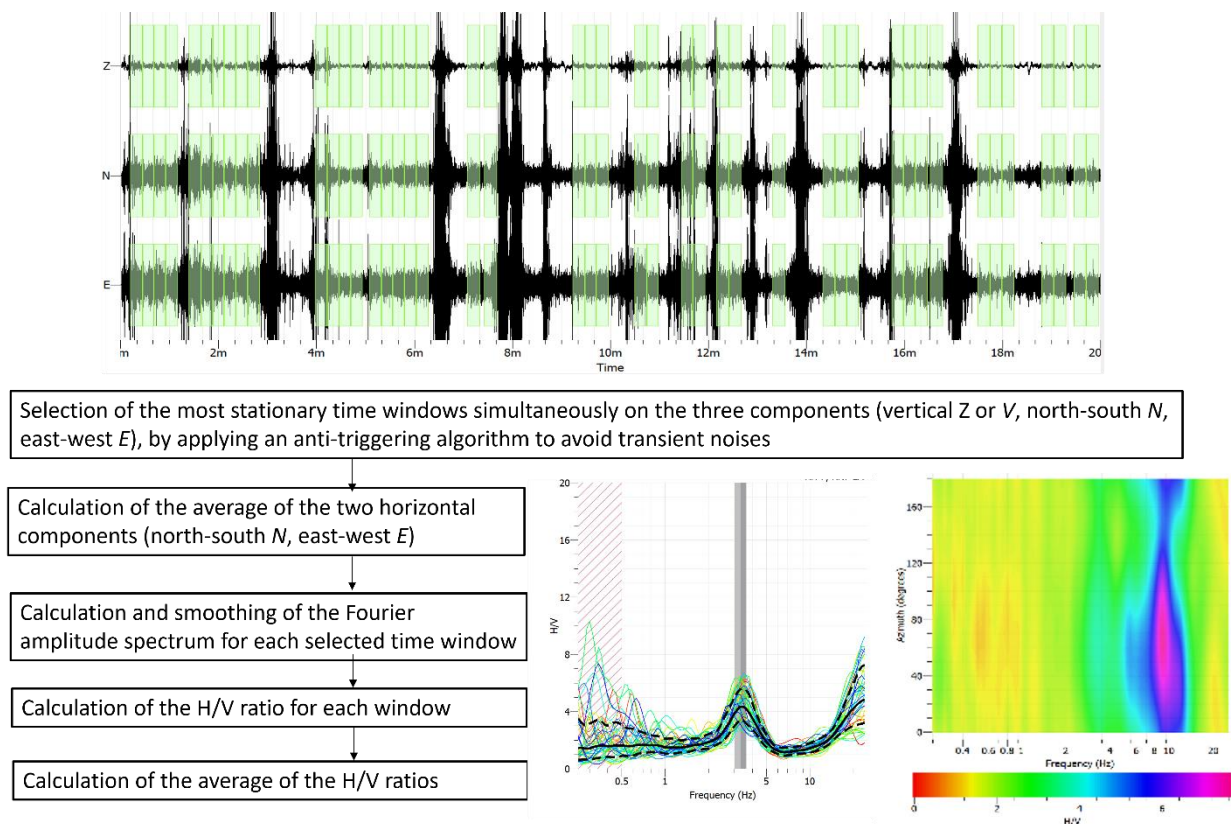 Z
N
E
m 2m 4m 6m 8m 10m 12m 14m 16m 18m 20
Time
Selection of the most stationary time windows simultaneously on the three components (vertical Z or V, north-south N,
east-west E), by applying an anti-triggering algorithm to avoid transient noises
Calculation of the average of the two horizontal
components (north-south N, east-west E)
Calculation and smoothing of the Fourier
amplitude spectrum for each selected time window
Calculation of the H/V ratio for each window
Calculation of the average of the H/V ratios
20
16
12
8
4
0
H/V
0.5 1 5 10
Frequency (Hz)
160
120
80
40
0
Azimuth (degrees)
0.4 0.6 0.8 1 2 4 6 8 10 20
Frequency (Hz)
0 2 4 6
H/V